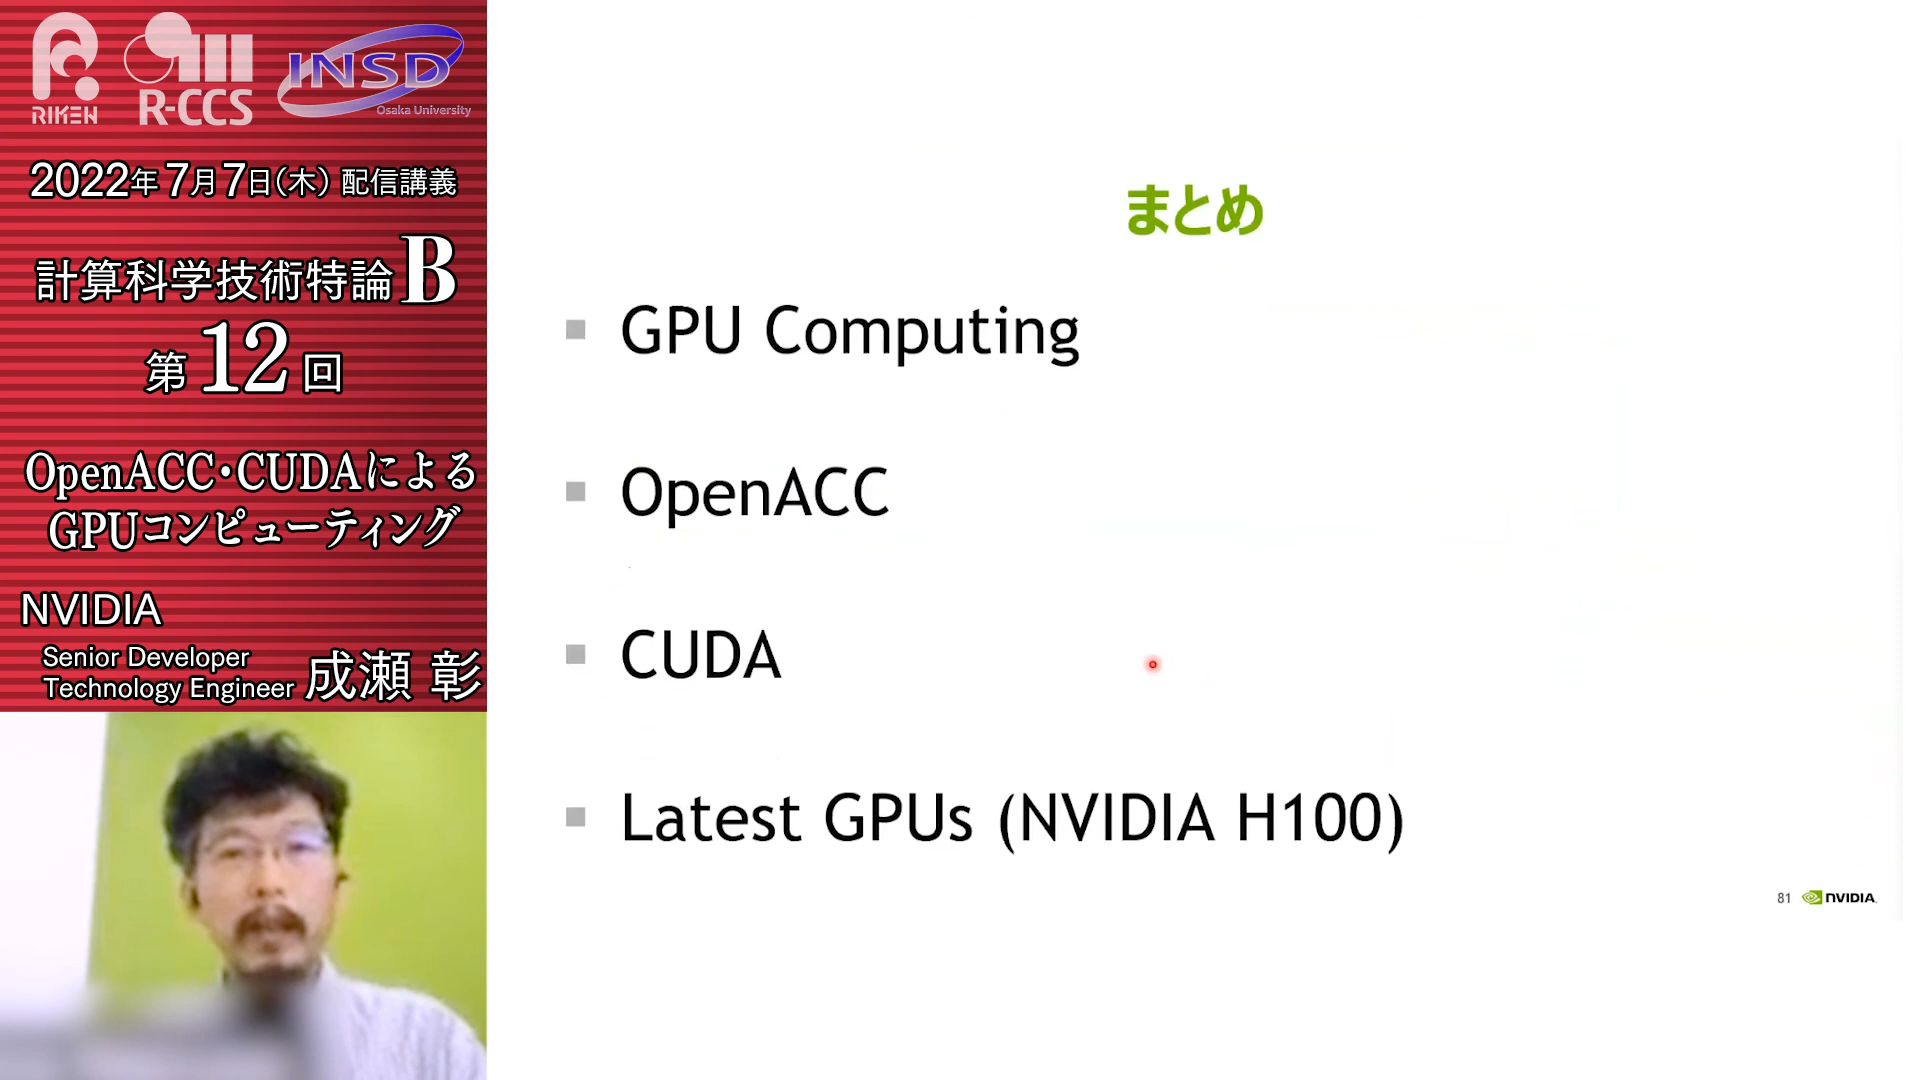 RIKEN
R-CCS
INSD
Osaka University
2022年7月7日(木) 配信講義
計算科学技術特論B
第12回
OpenACC・CUDAによる
GPUコンピューティング
NVIDIA
Senior Developer
Technology Engineer 成瀬 彰
まとめ
GPU Computing
OpenACC
CUDA
Latest GPUs (NVIDIA H100)
81 NVIDIA.